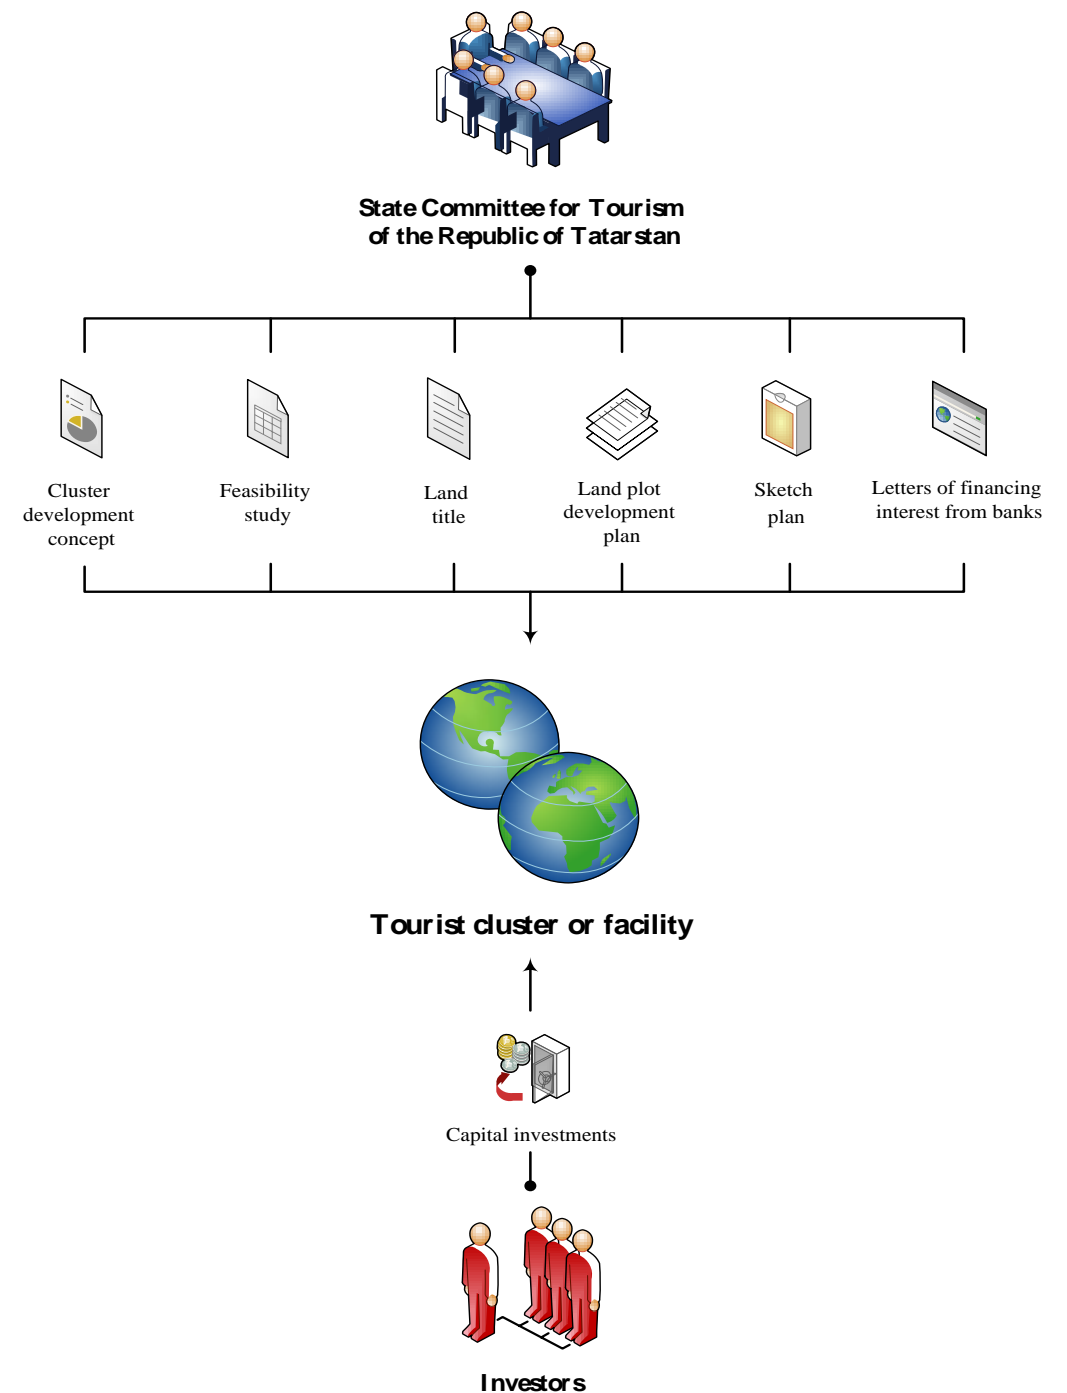 State Committee for Tourism
of the Republic of Tatarstan
Cluster
development
concept
Feasibility
study
Land
title
Land plot
development
plan
Sketch
plan
Letters of financing
interest from banks
Tourist cluster or facility
Capital investments
Investors